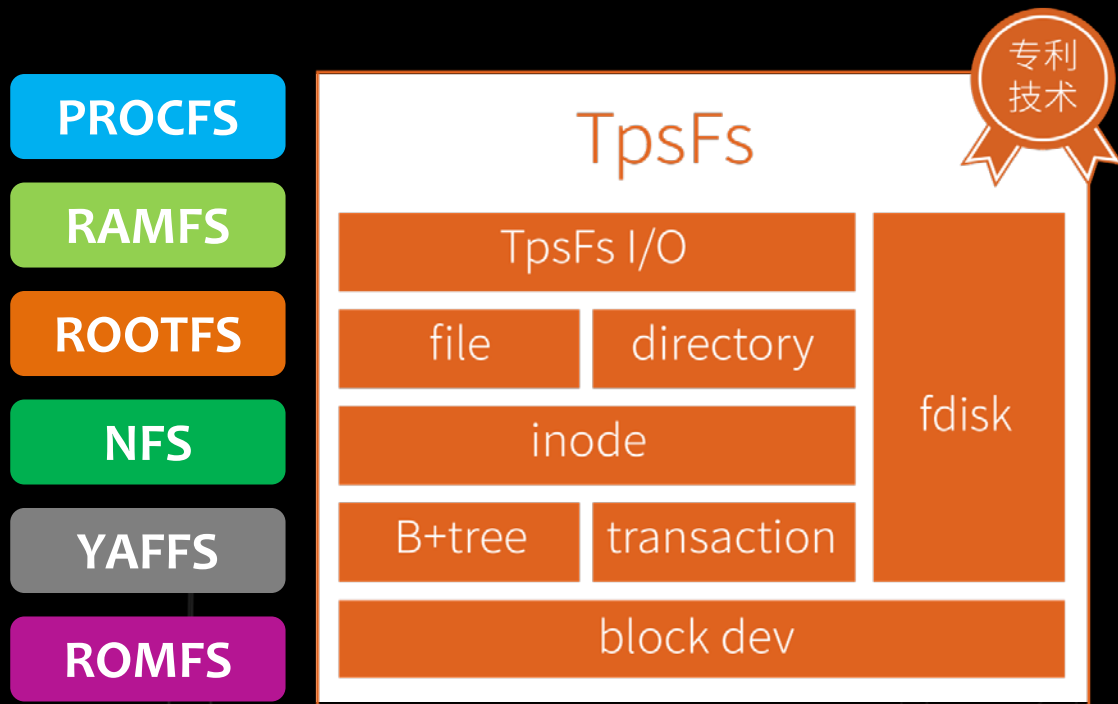 专利
技术
PROCFS
RAMFS
ROOTFS
NFS
YAFFS
ROMFS
TpsFs
TpsFs I/O
file
directory
inode
B+tree
transaction
fdisk
block dev